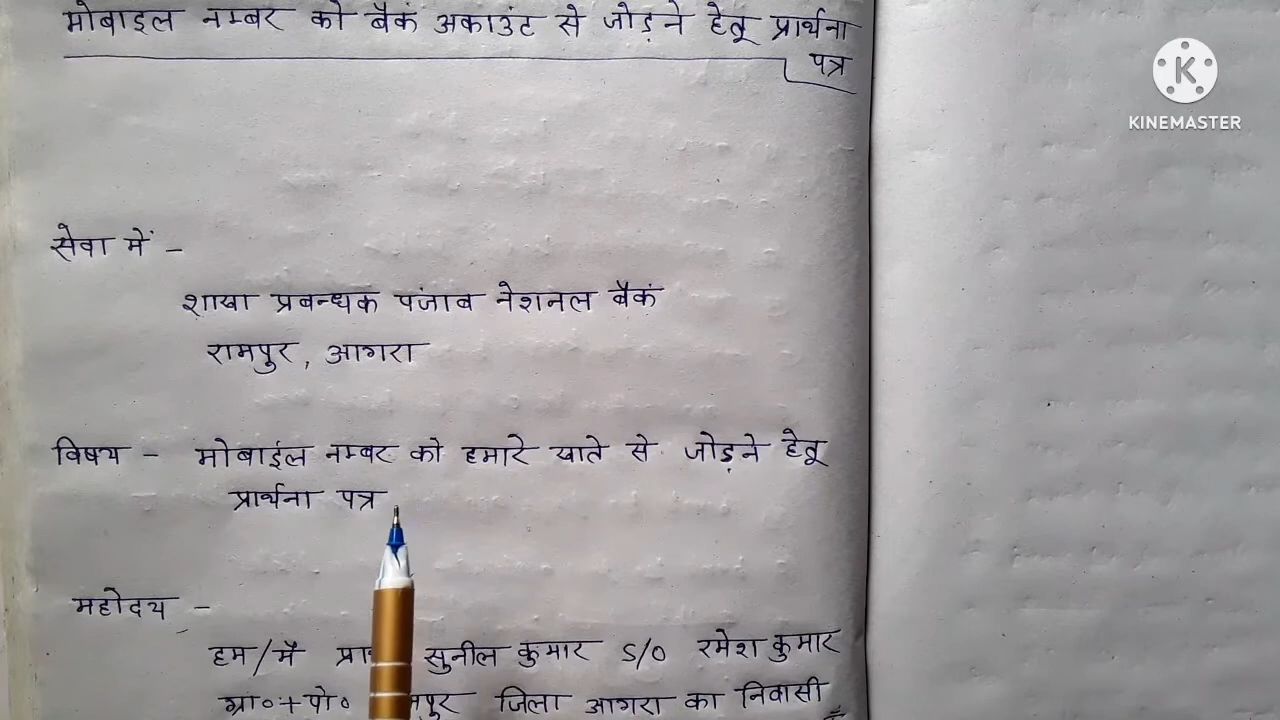 मोबाइल नम्बर को बैकं अकाउंट से जोड़ने हेतू प्रार्थना
पत्र
KINEMASTER
सेवा में -
शाखा प्रबन्धक पंजाब नेशनल बैकं
रामपुर, आगरा
विषय - मोबाईल नम्बर को हमारे खाते से जोड़ने हेतू
प्रार्थना पत्र
महोदय -
हम/मैं सुनील कुमार S/O रमेश कुमार
ग्रा०+पो० जिला आगरा का निवासी